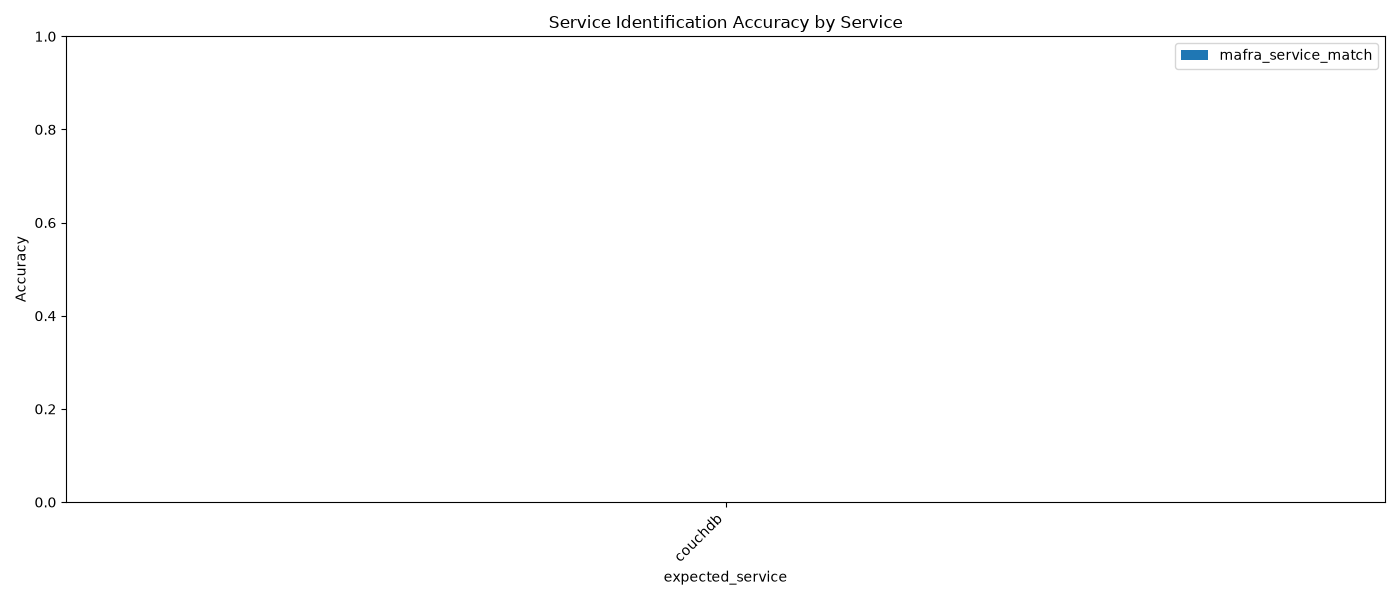 Service Identification Accuracy by Service
mafra_service_match
1.0
0.8
0.6
0.4
0.2
0.0
Accuracy
couchdb
expected_service